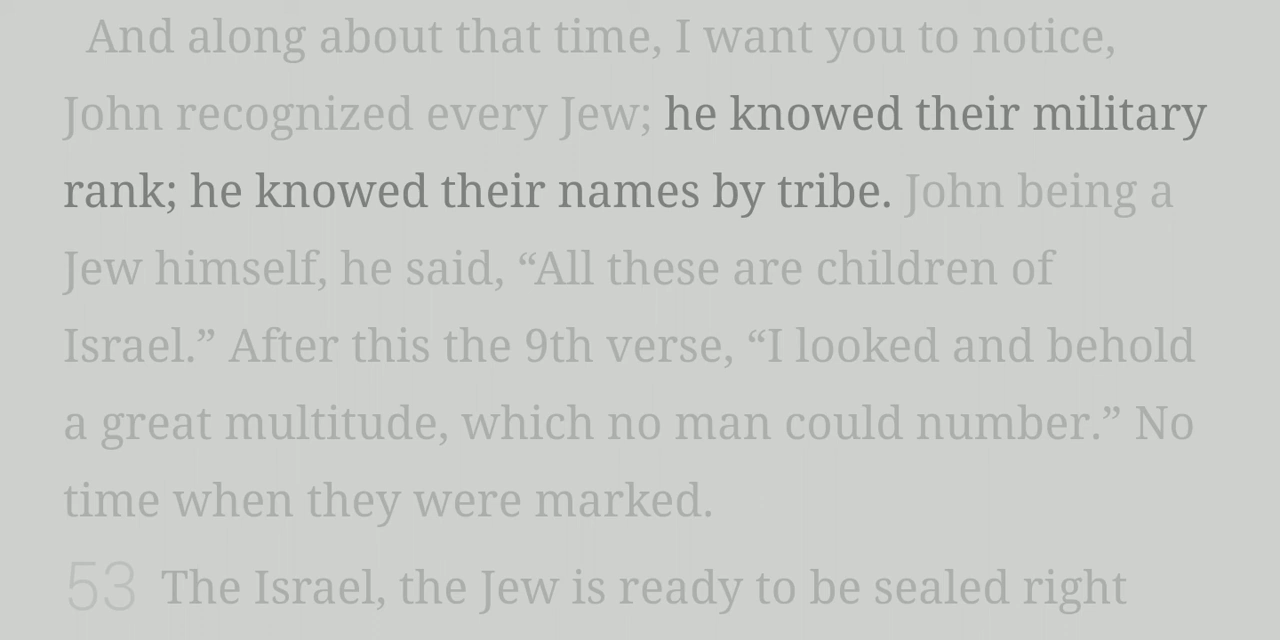 And along about that time, I want you to notice,
John recognized every Jew; he knowed their military
rank; he knowed their names by tribe. John being a
Jew himself, he said, “All these are children of
Israel.” After this the 9th verse, “I looked and behold
a great multitude, which no man could number.” No
time when they were marked.
53 The Israel, the Jew is ready to be sealed right